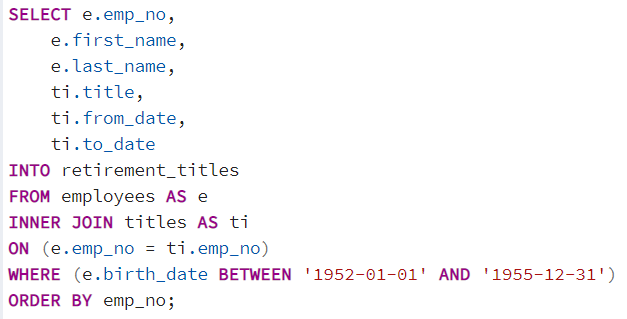 SELECT e.emp_no,
    e.first_name,
    e.last_name,
    ti.title,
    ti.from_date,
    ti.to_date
INTO retirement_titles
FROM employees AS e
INNER JOIN titles AS ti
ON (e.emp_no = ti.emp_no)
WHERE (e.birth_date BETWEEN '1952-01-01' AND '1955-12-31')
ORDER BY emp_no;